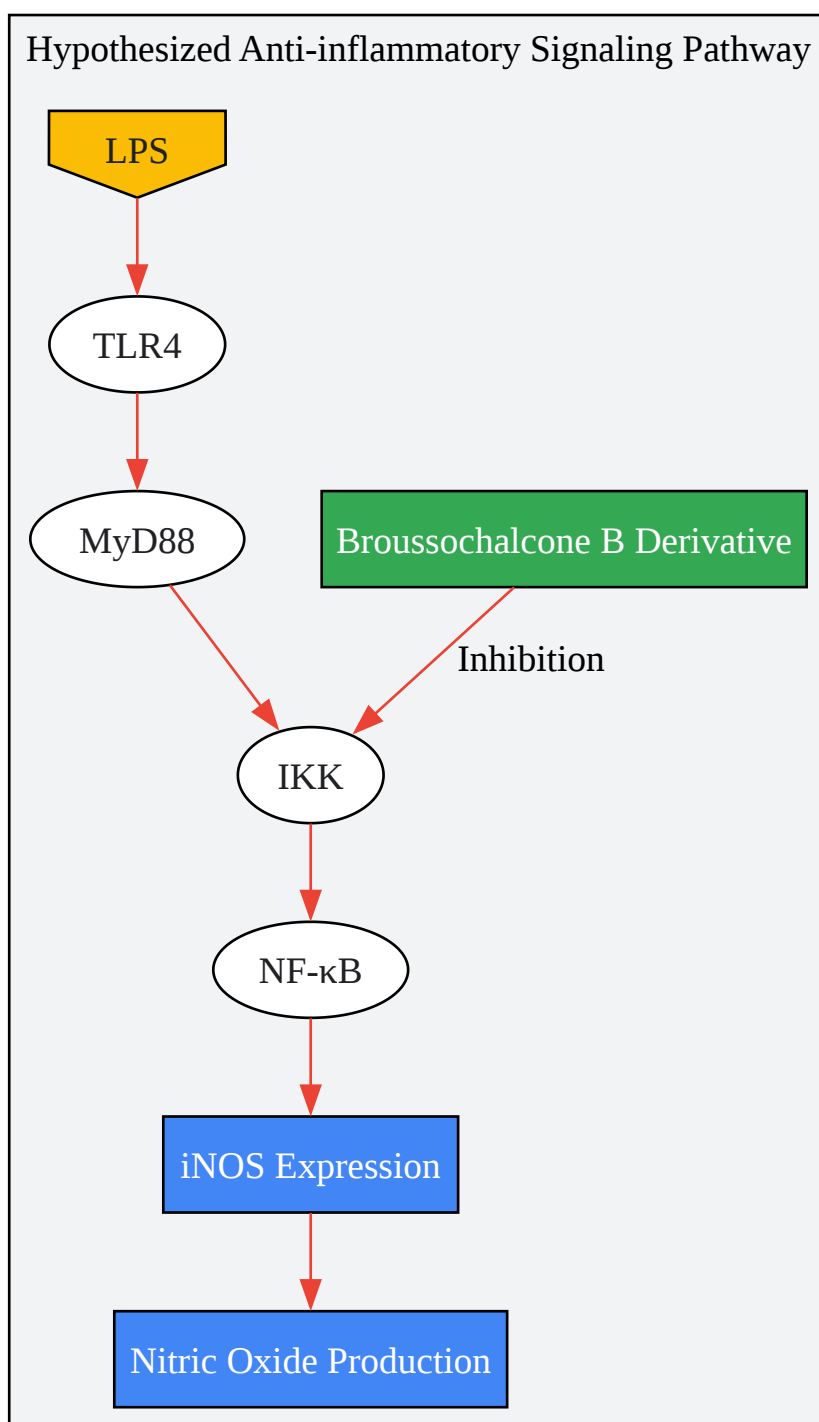 Hypothesized Anti-inflammatory Signaling Pathway
LPS
TLR4
MyD88
Broussochalcone B Derivative
Inhibition
IKK
NF-κB
iNOS Expression
Nitric Oxide Production